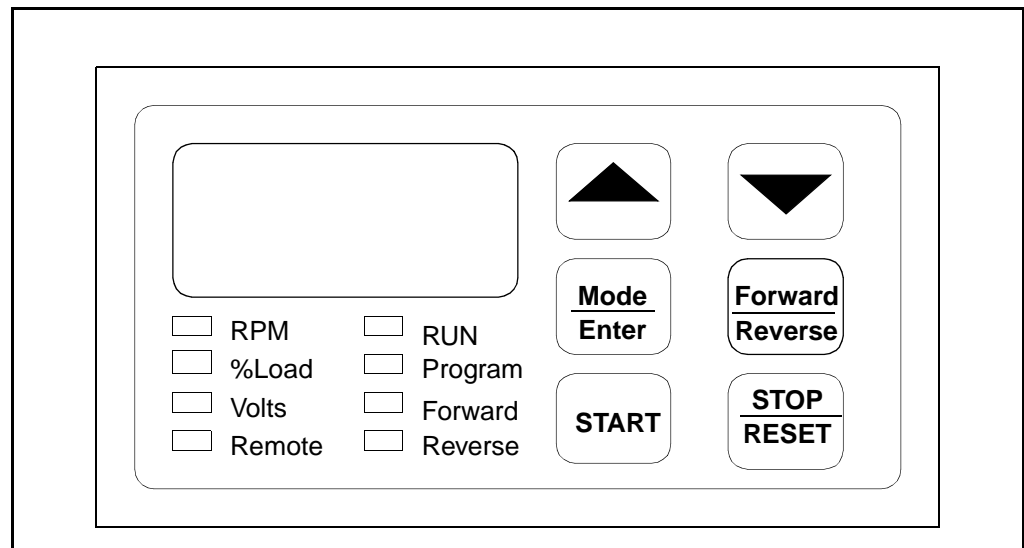 RPM
%Load
Volts
Remote
RUN
Program
Forward
Reverse
Mode
Enter
Forward
Reverse
START
STOP
RESET